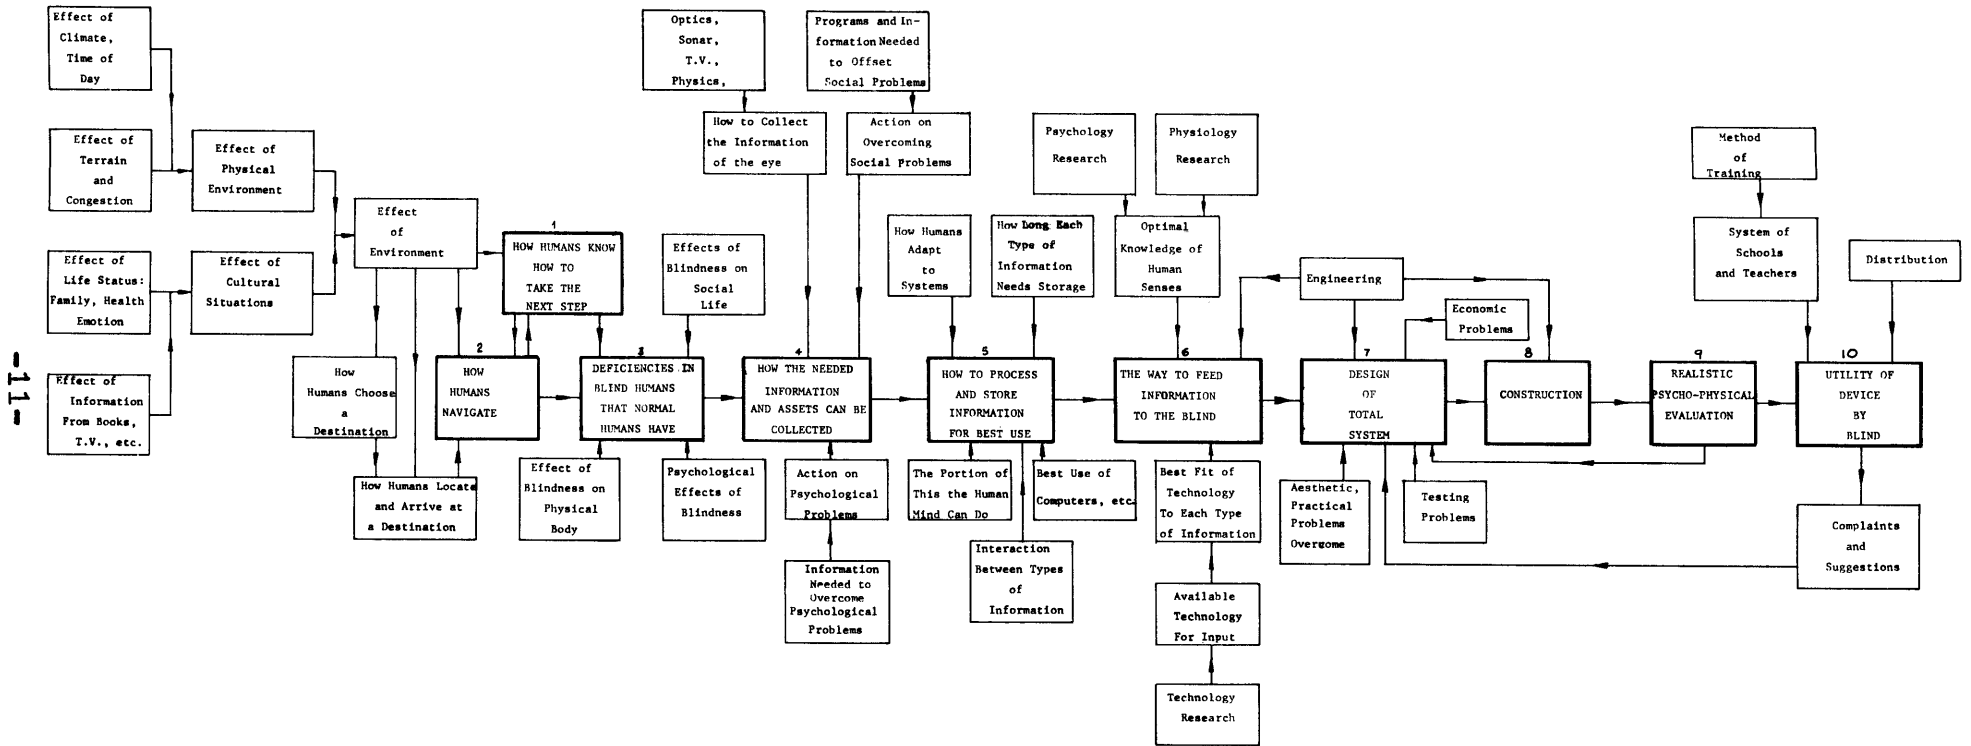 Effect of
Climate,
Time of
Day
Effect of
Terrain
and
Congestion
Effect of
Physical
Environment
Effect of
Life Status:
Family, Health
Emotion
Effect of
Cultural
Situations
Effect of
Information
From Books,
T.V., etc.
Effect
of
Environment
How
Humans Choose
a
Destination
How Humans Locate
and Arrive at
a Destination
1
HOW HUMANS KNOW
HOW TO
TAKE THE
NEXT STEP
2
HOW
HUMANS
NAVIGATE
Effects of
Blindness on
Social
Life
3
DEFICIENCIES IN
BLIND HUMANS
THAT NORMAL
HUMANS HAVE
Effect of
Blindness on
Physical
Body
Psychological
Effects of
Blindness
Optics,
Sonar,
T.V.,
Physics,
How to Collect
the Information
of the eye
Programs and In-
formation Needed
to Offset
Social Problems
Action on
Overcoming
Social Problems
4
HOW THE NEEDED
INFORMATION
AND ASSETS CAN BE
COLLECTED
Action on
Psychological
Problems
Information
Needed to
Overcome
Psychological
Problems
How Humans
Adapt
to
Systems
How Long Each
Type of
Information
Needs Storage
5
HOW TO PROCESS
AND STORE
INFORMATION
FOR BEST USE
The Portion of
This the Human
Mind Can Do
Best Use of
Computers, etc.
Interaction
Between Types
of
Information
Psychology
Research
Physiology
Research
Optimal
Knowledge of
Human
Senses
6
THE WAY TO FEED
INFORMATION
TO THE BLIND
Best Fit of
Technology
To Each Type
of Information
Available
Technology
For Input
Technology
Research
Engineering
Economic
Problems
7
DESIGN
OF
TOTAL
SYSTEM
Aesthetic,
Practical
Problems
Overcome
Testing
Problems
8
CONSTRUCTION
9
REALISTIC
PSYCHO-PHYSICAL
EVALUATION
Method
of
Training
System of
Schools
and Teachers
Distribution
10
UTILITY OF
DEVICE
BY
BLIND
Complaints
and
Suggestions
-11-